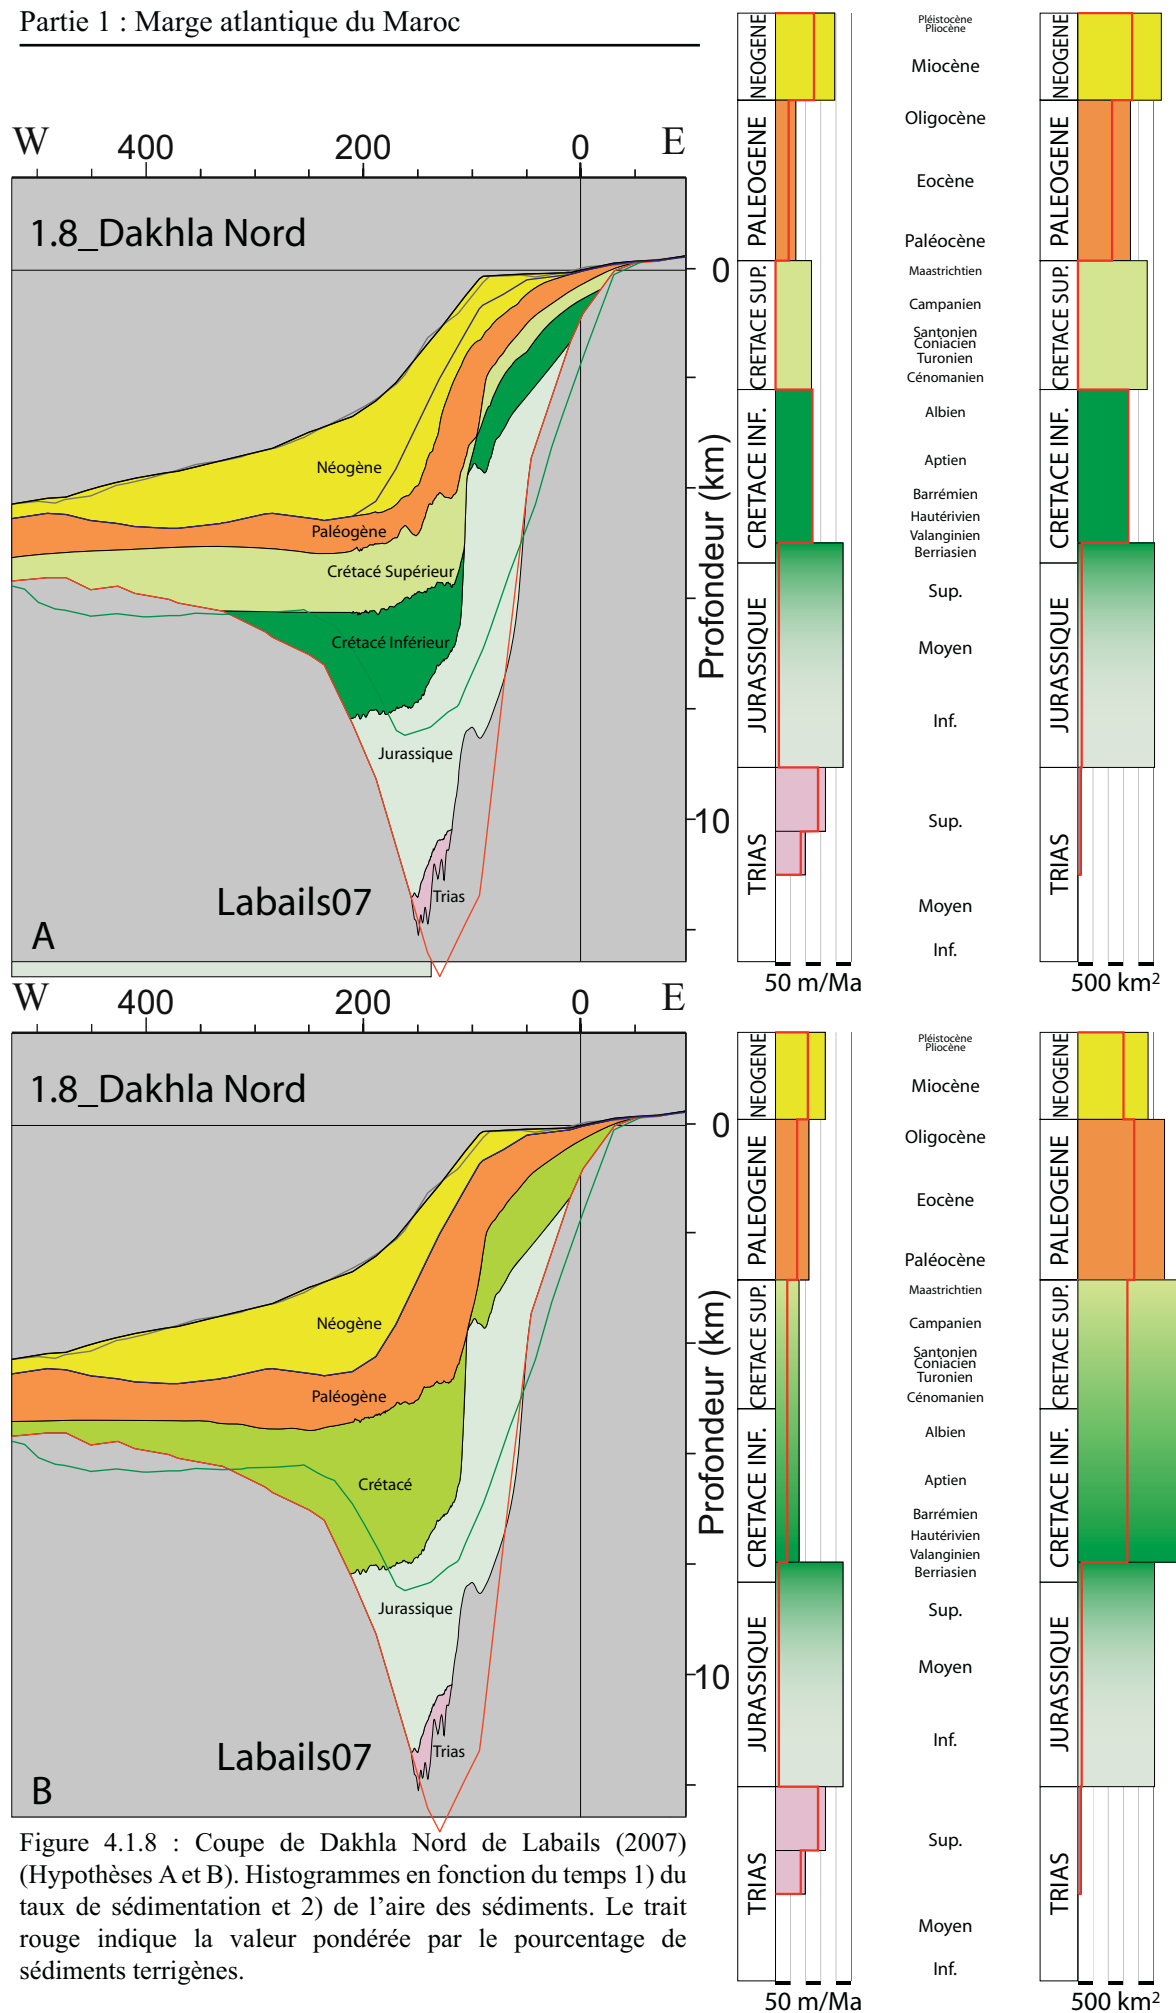 Partie 1 : Marge atlantique du Maroc
W 400 200 0 E
1.8_Dakhla Nord
0
Néogène
Paléogène
Crétacé Supérieur
Crétacé Inférieur
Jurassique
10
Trias
Labails07
A
Profondeur (km)
NEOGENE
PALEOGENE
CRETACE SUP.
CRETACE INF.
JURASSIQUE
TRIAS
50 m/Ma
Pléistocène
Pliocène
Miocène
Oligocène
Eocène
Paléocène
Maastrichtien
Campanien
Santonien
Coniacien
Turonien
Cénomanien
Albien
Aptien
Barrémien
Hautérivien
Valanginien
Berriasien
Sup.
Moyen
Inf.
Sup.
Moyen
Inf.
NEOGENE
PALEOGENE
CRETACE SUP.
CRETACE INF.
JURASSIQUE
TRIAS
500 km²
W 400 200 0 E
1.8_Dakhla Nord
0
Néogène
Paléogène
Crétacé
Jurassique
10
Trias
Labails07
B
Profondeur (km)
NEOGENE
PALEOGENE
CRETACE SUP.
CRETACE INF.
JURASSIQUE
TRIAS
50 m/Ma
Pléistocène
Pliocène
Miocène
Oligocène
Eocène
Paléocène
Maastrichtien
Campanien
Santonien
Coniacien
Turonien
Cénomanien
Albien
Aptien
Barrémien
Hautérivien
Valanginien
Berriasien
Sup.
Moyen
Inf.
Sup.
Moyen
Inf.
NEOGENE
PALEOGENE
CRETACE SUP.
CRETACE INF.
JURASSIQUE
TRIAS
500 km²
Figure 4.1.8 : Coupe de Dakhla Nord de Labails (2007)
(Hypothèses A et B). Histogrammes en fonction du temps 1) du
taux de sédimentation et 2) de l'aire des sédiments. Le trait
rouge indique la valeur pondérée par le pourcentage de
sédiments terrigènes.